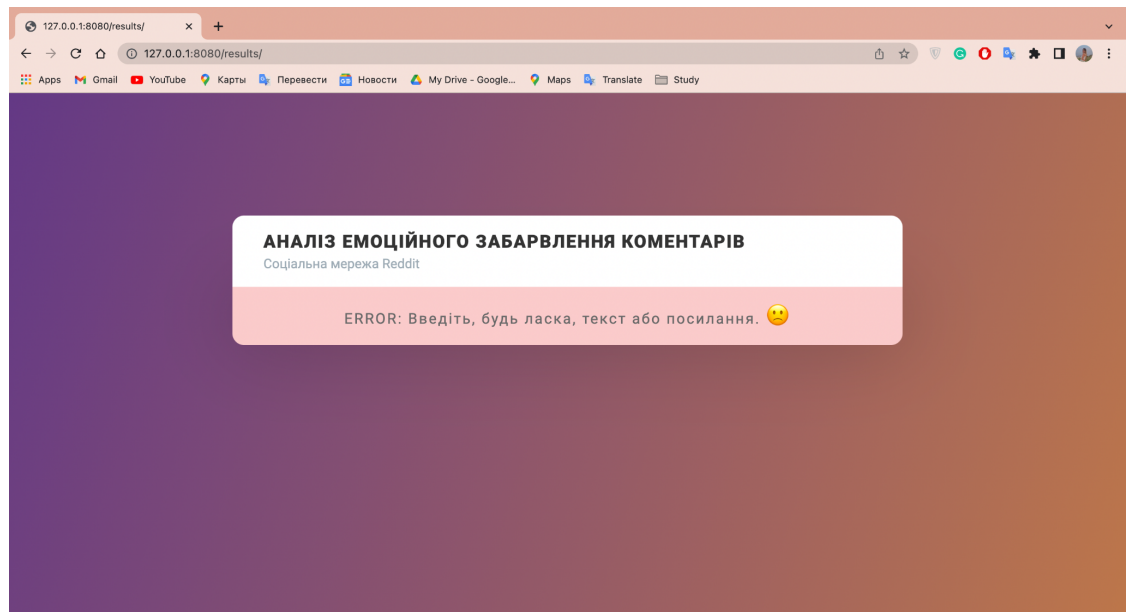 127.0.0.1:8080/results/
127.0.0.1:8080/results/
Apps Gmail YouTube Карты Перевести Новости My Drive - Google... Maps Translate Study
АНАЛІЗ ЕМОЦІЙНОГО ЗАБАРВЛЕННЯ КОМЕНТАРІВ
Соціальна мережа Reddit
ERROR: Введіть, будь ласка, текст або посилання. 🙁